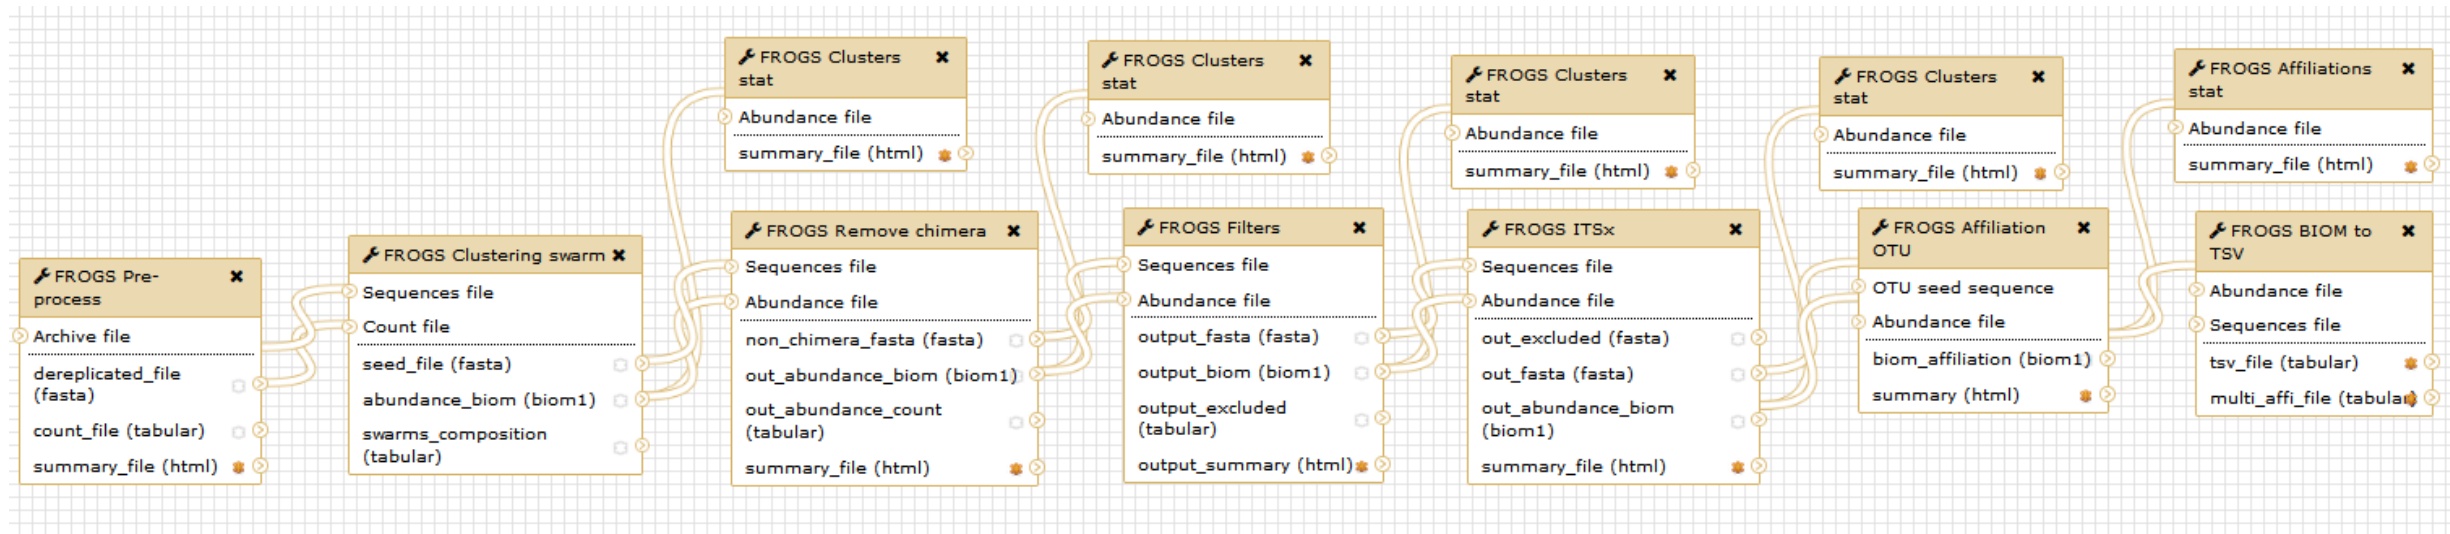 FROGS Pre-
process
Archive file
dereplicated_file
(fasta)
count_file (tabular)
summary_file (html)
FROGS Clustering swarm
Sequences file
Count file
seed_file (fasta)
abundance_biom (biom1)
swarms_composition
(tabular)
FROGS Clusters
stat
Abundance file
summary_file (html)
FROGS Remove chimera
Sequences file
Abundance file
non_chimera_fasta (fasta)
out_abundance_biom (biom1)
out_abundance_count
(tabular)
summary_file (html)
FROGS Clusters
stat
Abundance file
summary_file (html)
FROGS Filters
Sequences file
Abundance file
output_fasta (fasta)
output_biom (biom1)
output_excluded
(tabular)
output_summary (html)
FROGS Clusters
stat
Abundance file
summary_file (html)
FROGS ITSx
Sequences file
Abundance file
out_excluded (fasta)
out_fasta (fasta)
out_abundance_biom
(biom1)
summary_file (html)
FROGS Clusters
stat
Abundance file
summary_file (html)
FROGS Affiliation
OTU
OTU seed sequence
Abundance file
biom_affiliation (biom1)
summary (html)
FROGS Affiliations
stat
Abundance file
summary_file (html)
FROGS BIOM to
TSV
Abundance file
Sequences file
tsv_file (tabular)
multi_affi_file (tabular)